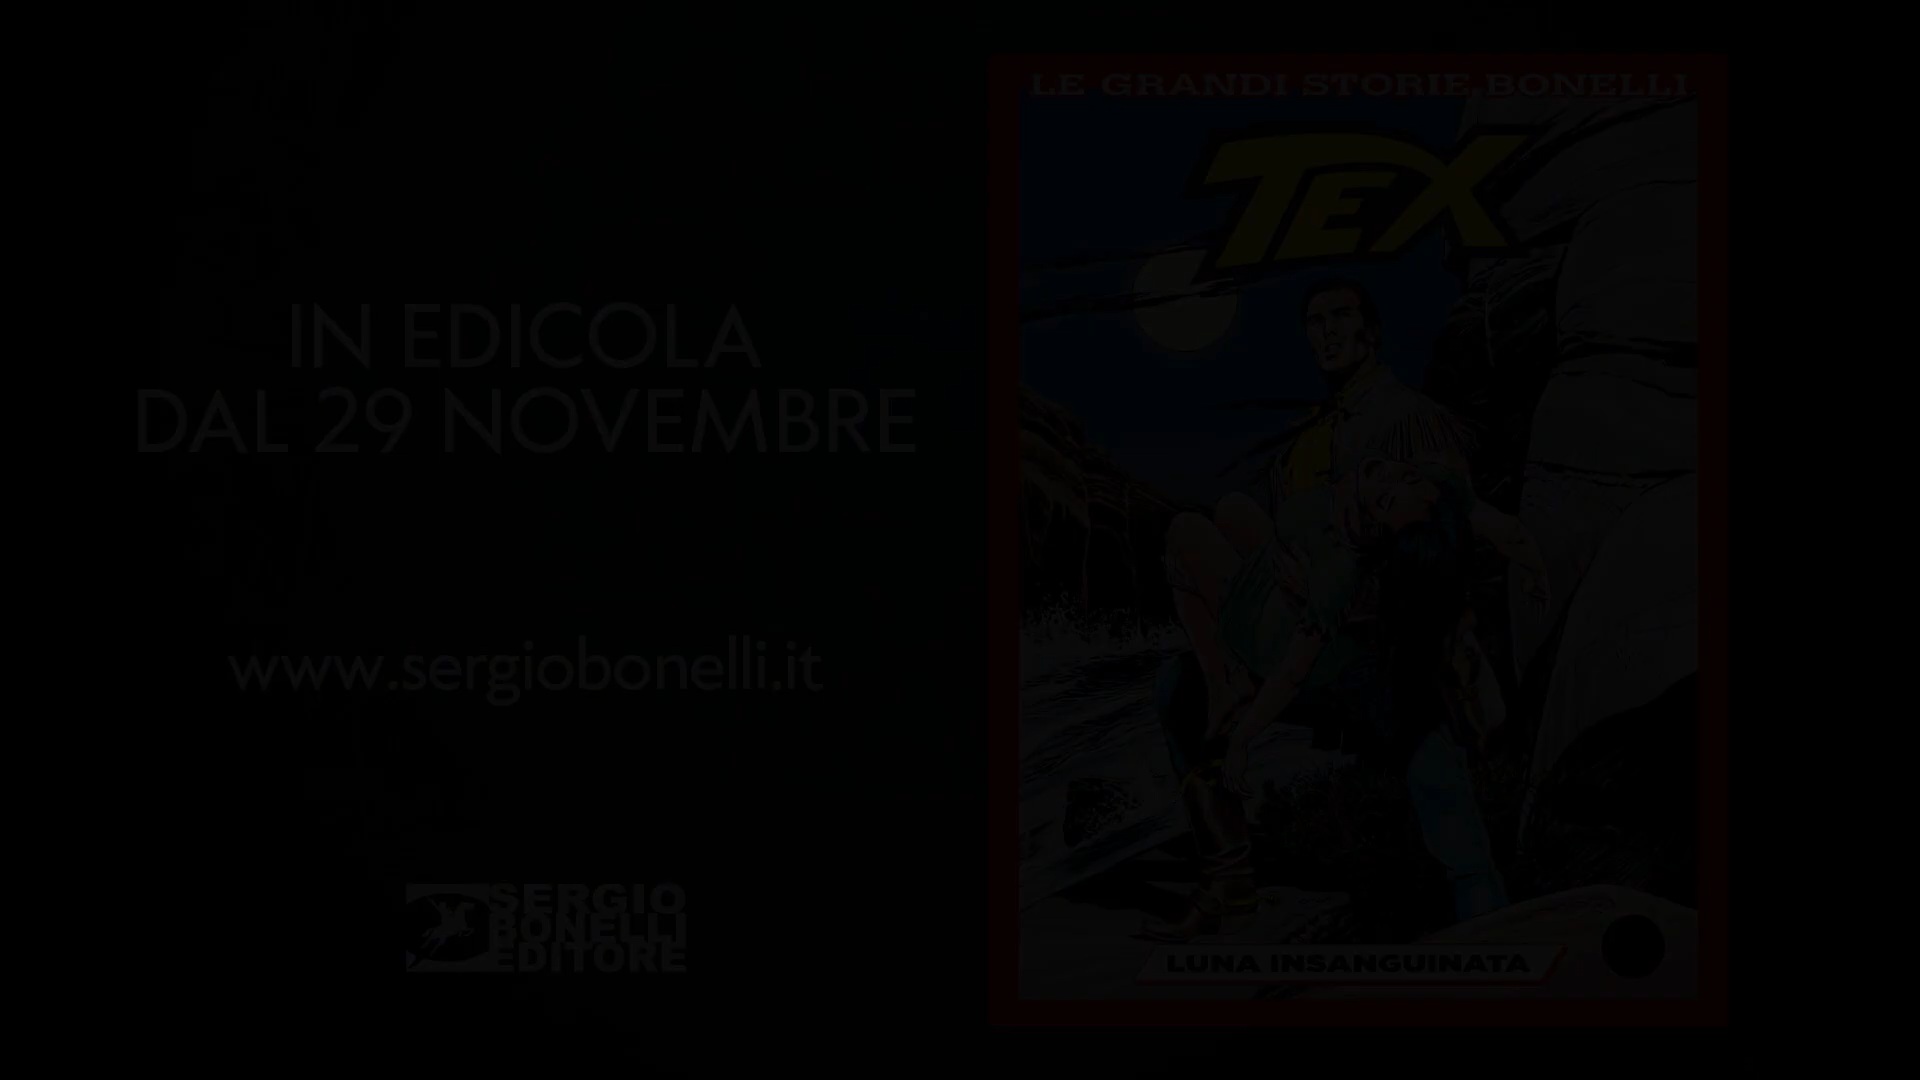 IN EDICOLA
DAL 29 NOVEMBRE
www.sergiobonelli.it
SERGIO
BONELLI
EDITORE
LE GRANDI STORIE BONELLI
TEX
LUNA INSANGUINATA